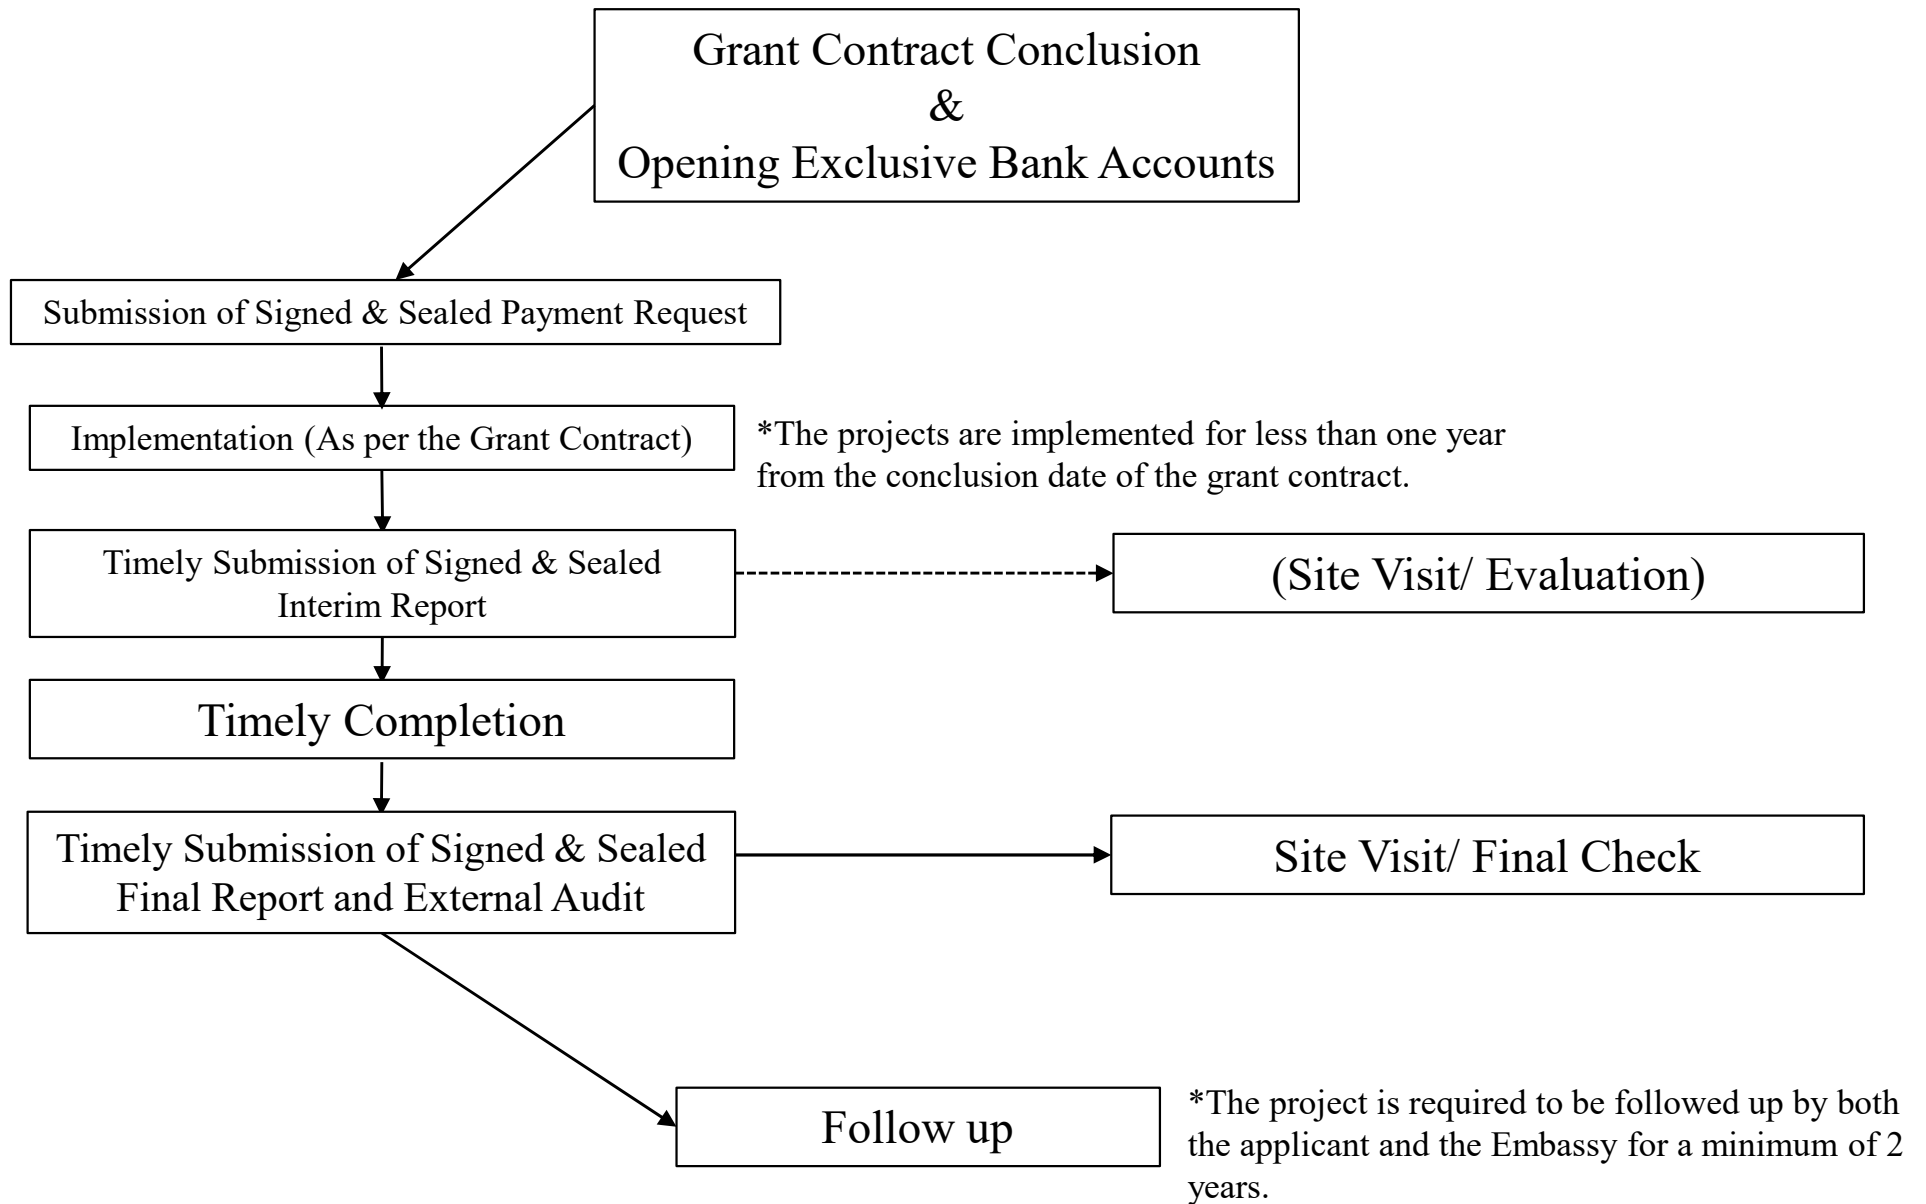 Grant Contract Conclusion
&
Opening Exclusive Bank Accounts
Submission of Signed & Sealed Payment Request
Implementation (As per the Grant Contract)
*The projects are implemented for less than one year
from the conclusion date of the grant contract.
Timely Submission of Signed & Sealed
Interim Report
(Site Visit/ Evaluation)
Timely Completion
Timely Submission of Signed & Sealed
Final Report and External Audit
Site Visit/ Final Check
Follow up
*The project is required to be followed up by both
the applicant and the Embassy for a minimum of 2
years.